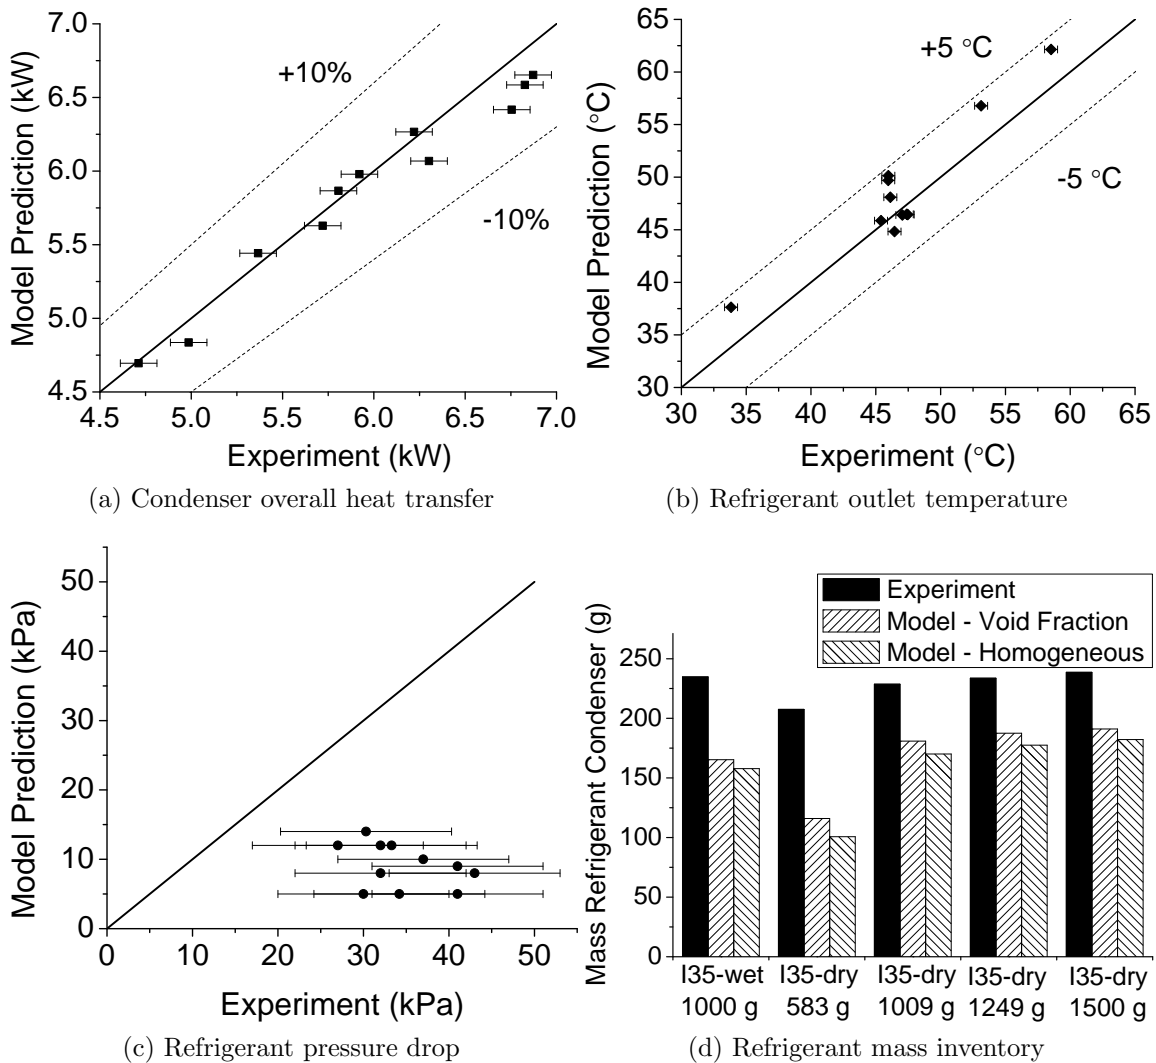 7.0
6.5
6.0
5.5
5.0
4.5
Model Prediction (kW)
+10%
-10%
4.5 5.0 5.5 6.0 6.5 7.0
Experiment (kW)
(a) Condenser overall heat transfer
65
60
55
50
45
40
35
30
Model Prediction (°C)
+5 °C
-5 °C
30 35 40 45 50 55 60 65
Experiment (°C)
(b) Refrigerant outlet temperature
50
40
30
20
10
0
Model Prediction (kPa)
0 10 20 30 40 50
Experiment (kPa)
(c) Refrigerant pressure drop
Experiment
Model - Void Fraction
Model - Homogeneous
250
200
150
100
50
0
Mass Refrigerant Condenser (g)
I35-wet I35-dry I35-dry I35-dry I35-dry
1000 g 583 g 1009 g 1249 g 1500 g
(d) Refrigerant mass inventory